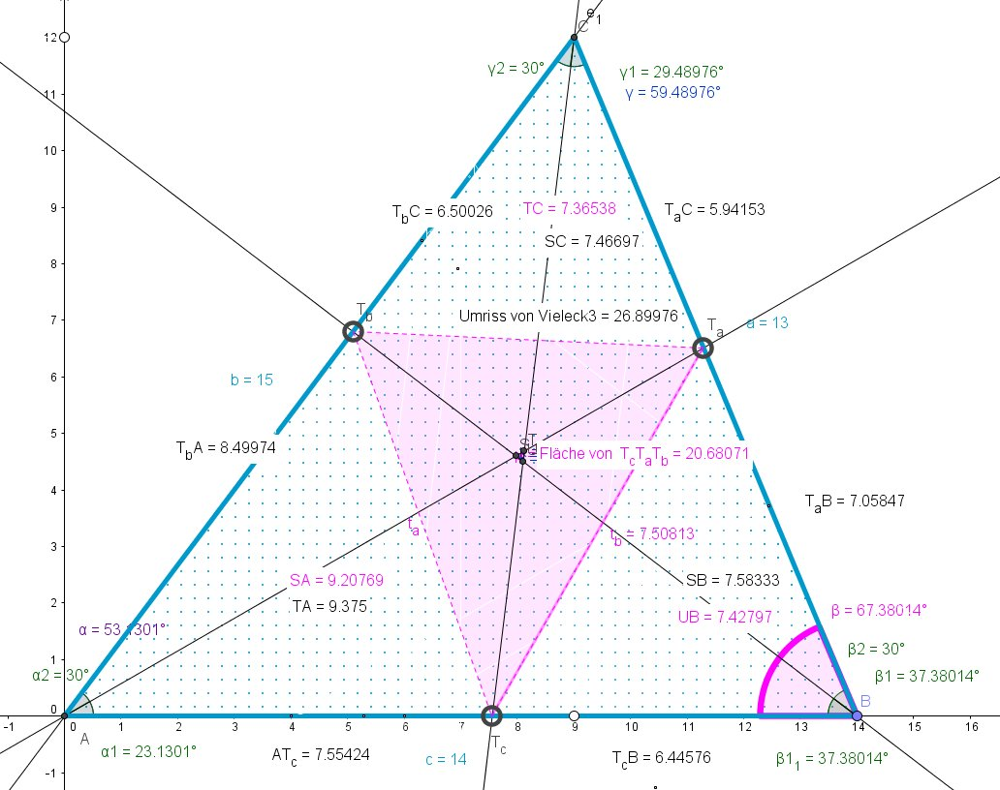 e1
12
C
γ2 = 30°
γ1 = 29.48976°
γ = 59.48976°
11
10
9
TbC = 6.50026
TC = 7.36538
TaC = 5.94153
SC = 7.46697
8
7
Tb
Umriss von Vieleck3 = 26.89976
Ta
a = 13
6
b = 15
5
TbA = 8.49974
Fläche von TcTaTb = 20.68071
4
TaB = 7.05847
ta
tb = 7.50813
3
SA = 9.20769
SB = 7.58333
2
TA = 9.375
UB = 7.42797
β = 67.38014°
α = 53.1301°
β2 = 30°
1
α2 = 30°
β1 = 37.38014°
B
0
-1 0 1 2 3 4 5 6 7 8 9 10 11 12 13 14 15 16
A
α1 = 23.1301°
ATc = 7.55424
c = 14
Tc
TcB = 6.44576
β11 = 37.38014°
-1